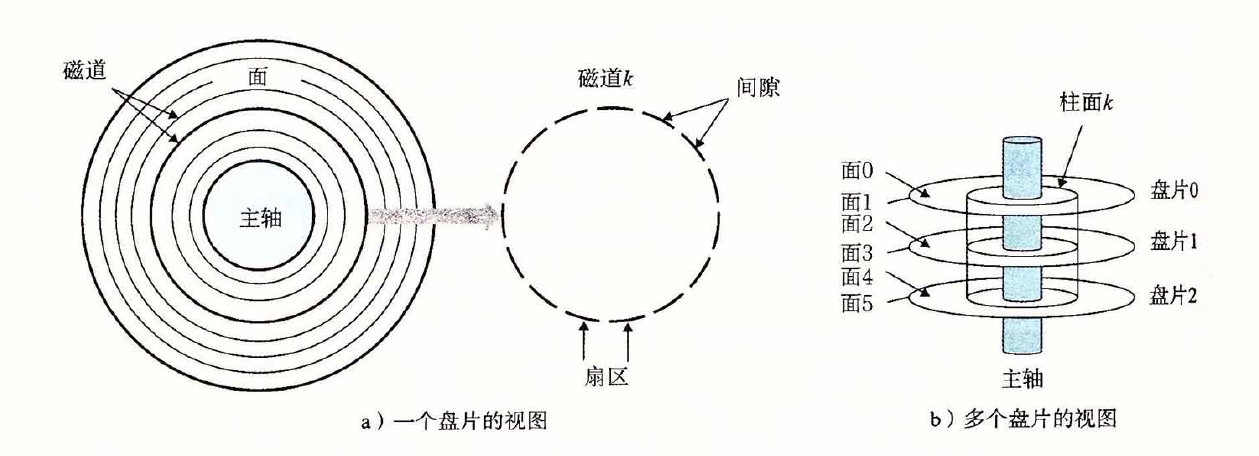 磁道
面
主轴
磁道k
间隙
扇区
a）一个盘片的视图
柱面k
面0
面1
面2
面3
面4
面5
盘片0
盘片1
盘片2
主轴
b）多个盘片的视图